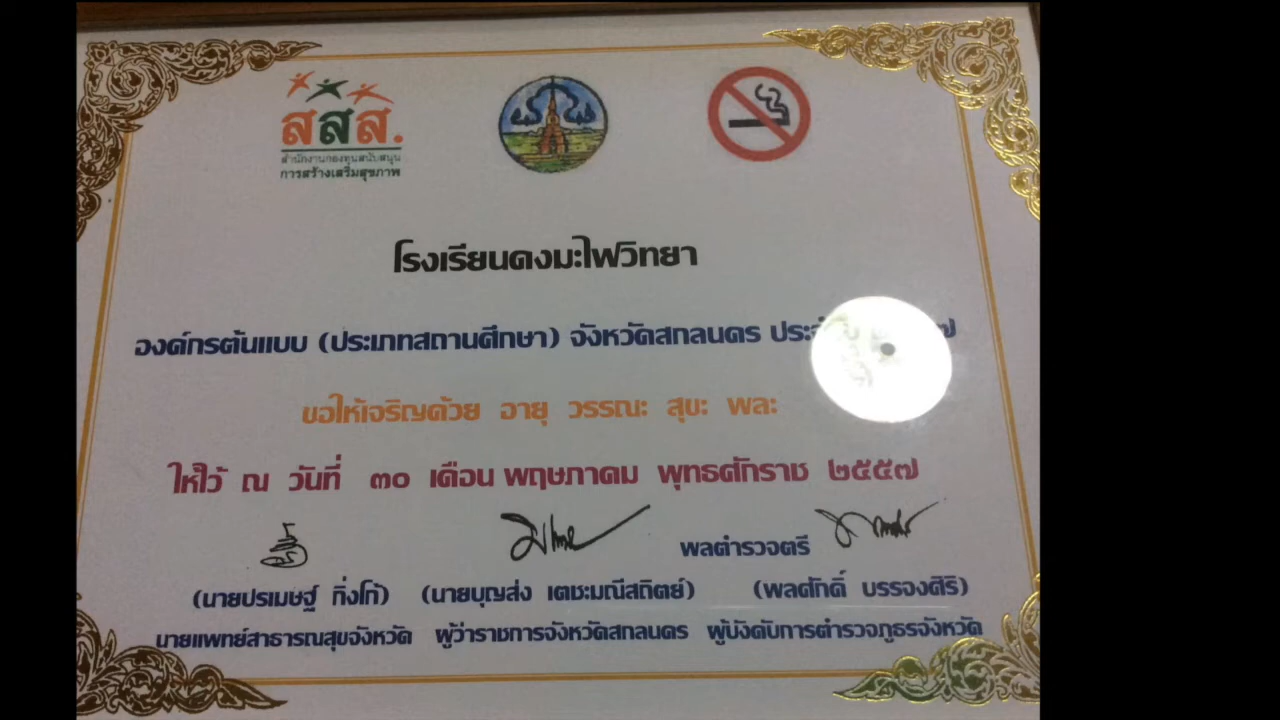 สสส.
สำนักงานกองทุนสนับสนุน
การสร้างเสริมสุขภาพ
โรงเรียนดงมะไฟวิทยา
องค์กรต้นแบบ (ประเภทสถานศึกษา) จังหวัดสกลนคร
ขอให้เจริญด้วย อายุ วรรณะ สุขะ พละ
ให้ไว้ ณ วันที่ ๓๐ เดือน พฤษภาคม พุทธศักราช ๒๕๕๗
พลตำรวจตรี
(นายปรเมษฐ์ กิ่งโก้) (นายบุญส่ง เตชะมณีสถิตย์) (พลศักดิ์ บรรจงศิริ)
นายแพทย์สาธารณสุขจังหวัด ผู้ว่าราชการจังหวัดสกลนคร ผู้บังคับการตำรวจภูธรจังหวัด